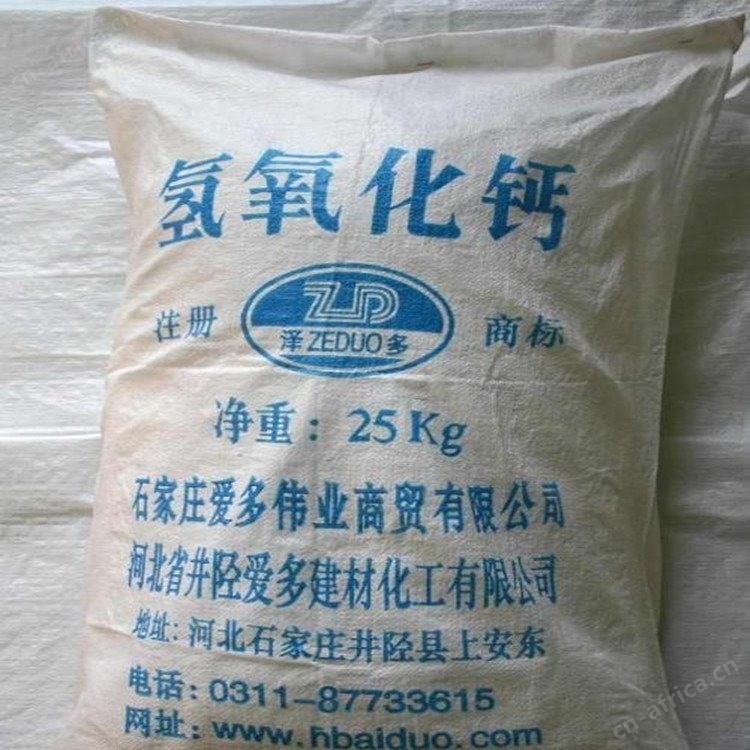 氢氧化钙
注册 ZD 泽ZEDUO多 商标
净重：25Kg
石家庄爱多伟业商贸有限公司
河北省井陉爱多建材化工有限公司
地址：河北石家庄井陉县上安东
电话：0311-87733615
网址：www.hbaiduo.com
cn-africa.cn